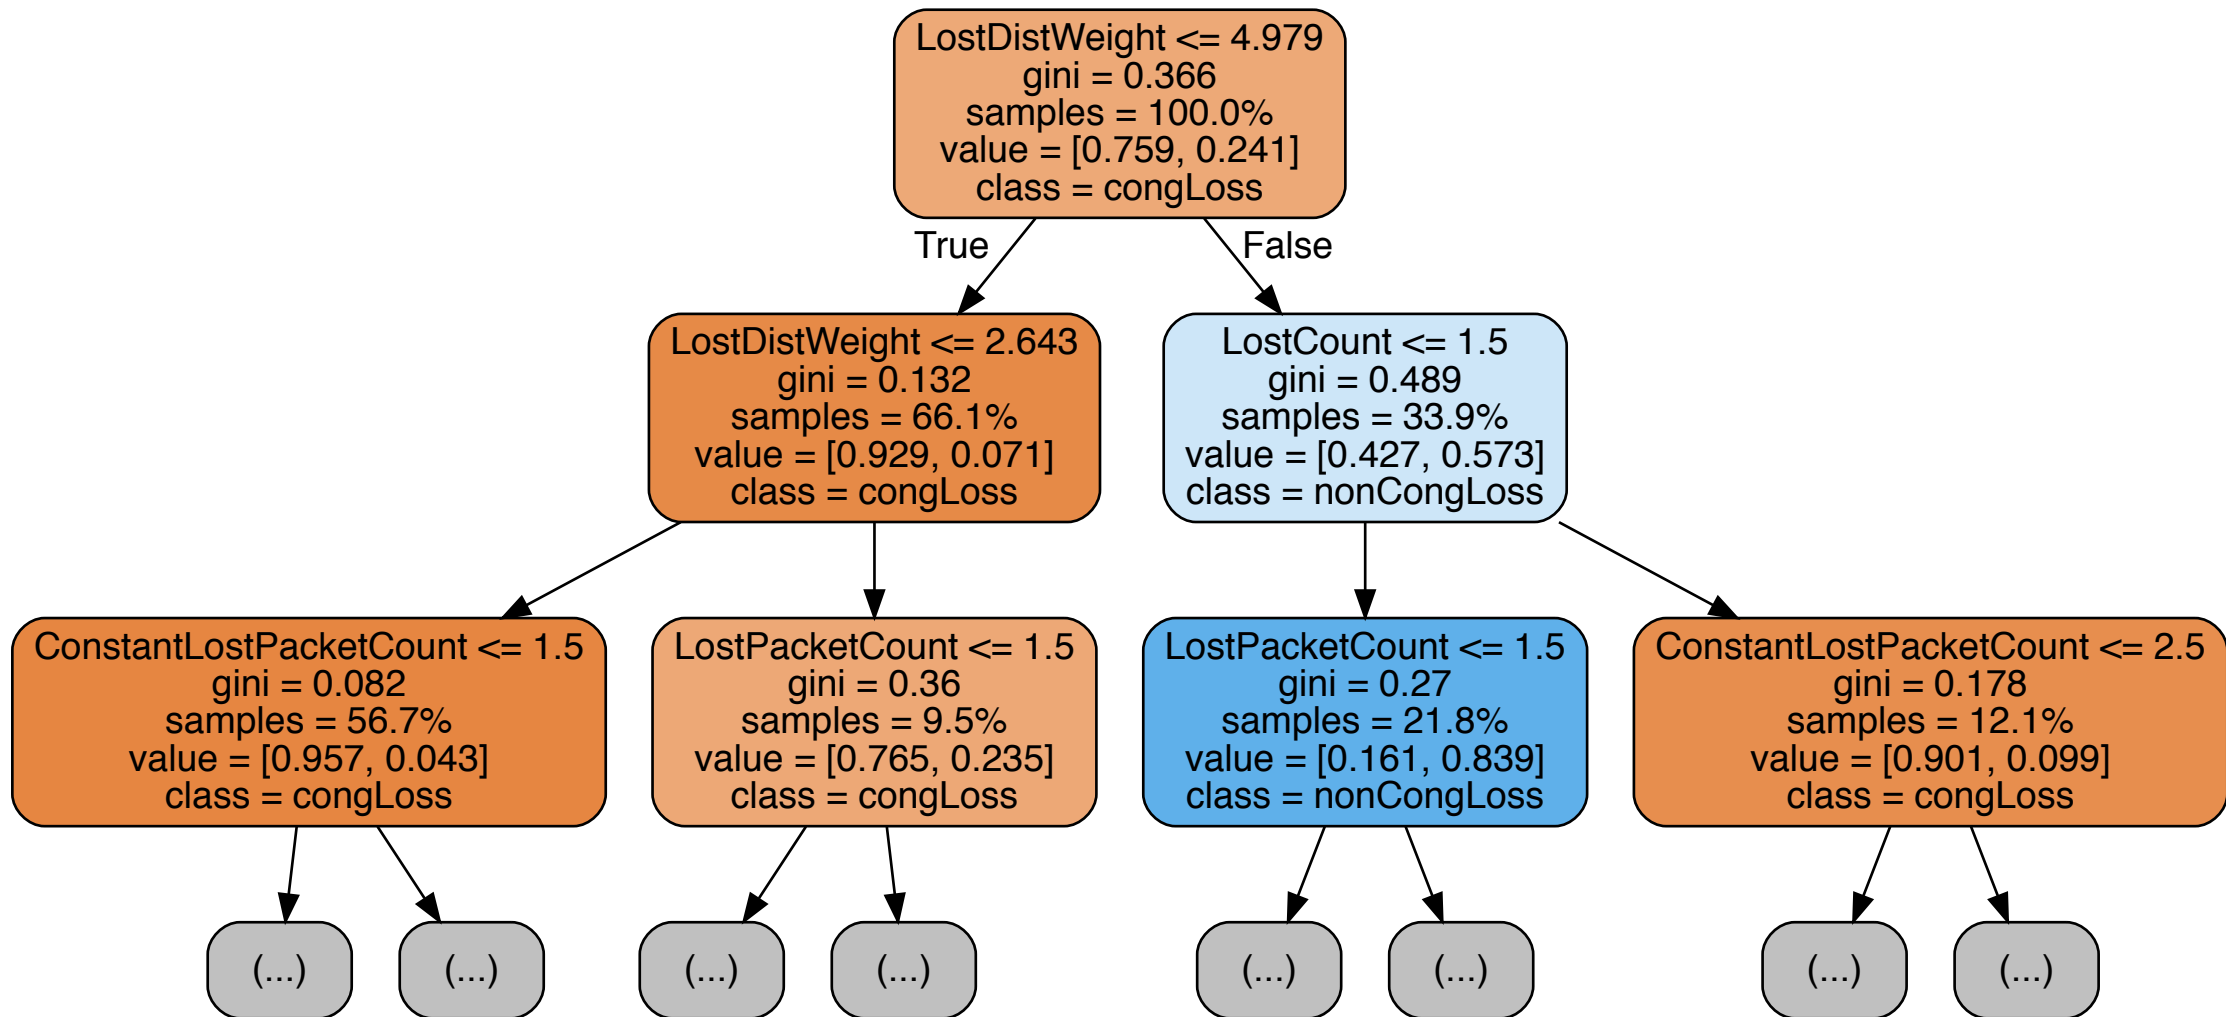 LostDistWeight <= 4.979
gini = 0.366
samples = 100.0%
value = [0.759, 0.241]
class = congLoss
True
False
LostDistWeight <= 2.643
gini = 0.132
samples = 66.1%
value = [0.929, 0.071]
class = congLoss
LostCount <= 1.5
gini = 0.489
samples = 33.9%
value = [0.427, 0.573]
class = nonCongLoss
ConstantLostPacketCount <= 1.5
gini = 0.082
samples = 56.7%
value = [0.957, 0.043]
class = congLoss
LostPacketCount <= 1.5
gini = 0.36
samples = 9.5%
value = [0.765, 0.235]
class = congLoss
LostPacketCount <= 1.5
gini = 0.27
samples = 21.8%
value = [0.161, 0.839]
class = nonCongLoss
ConstantLostPacketCount <= 2.5
gini = 0.178
samples = 12.1%
value = [0.901, 0.099]
class = congLoss
(...)
(...)
(...)
(...)
(...)
(...)
(...)
(...)